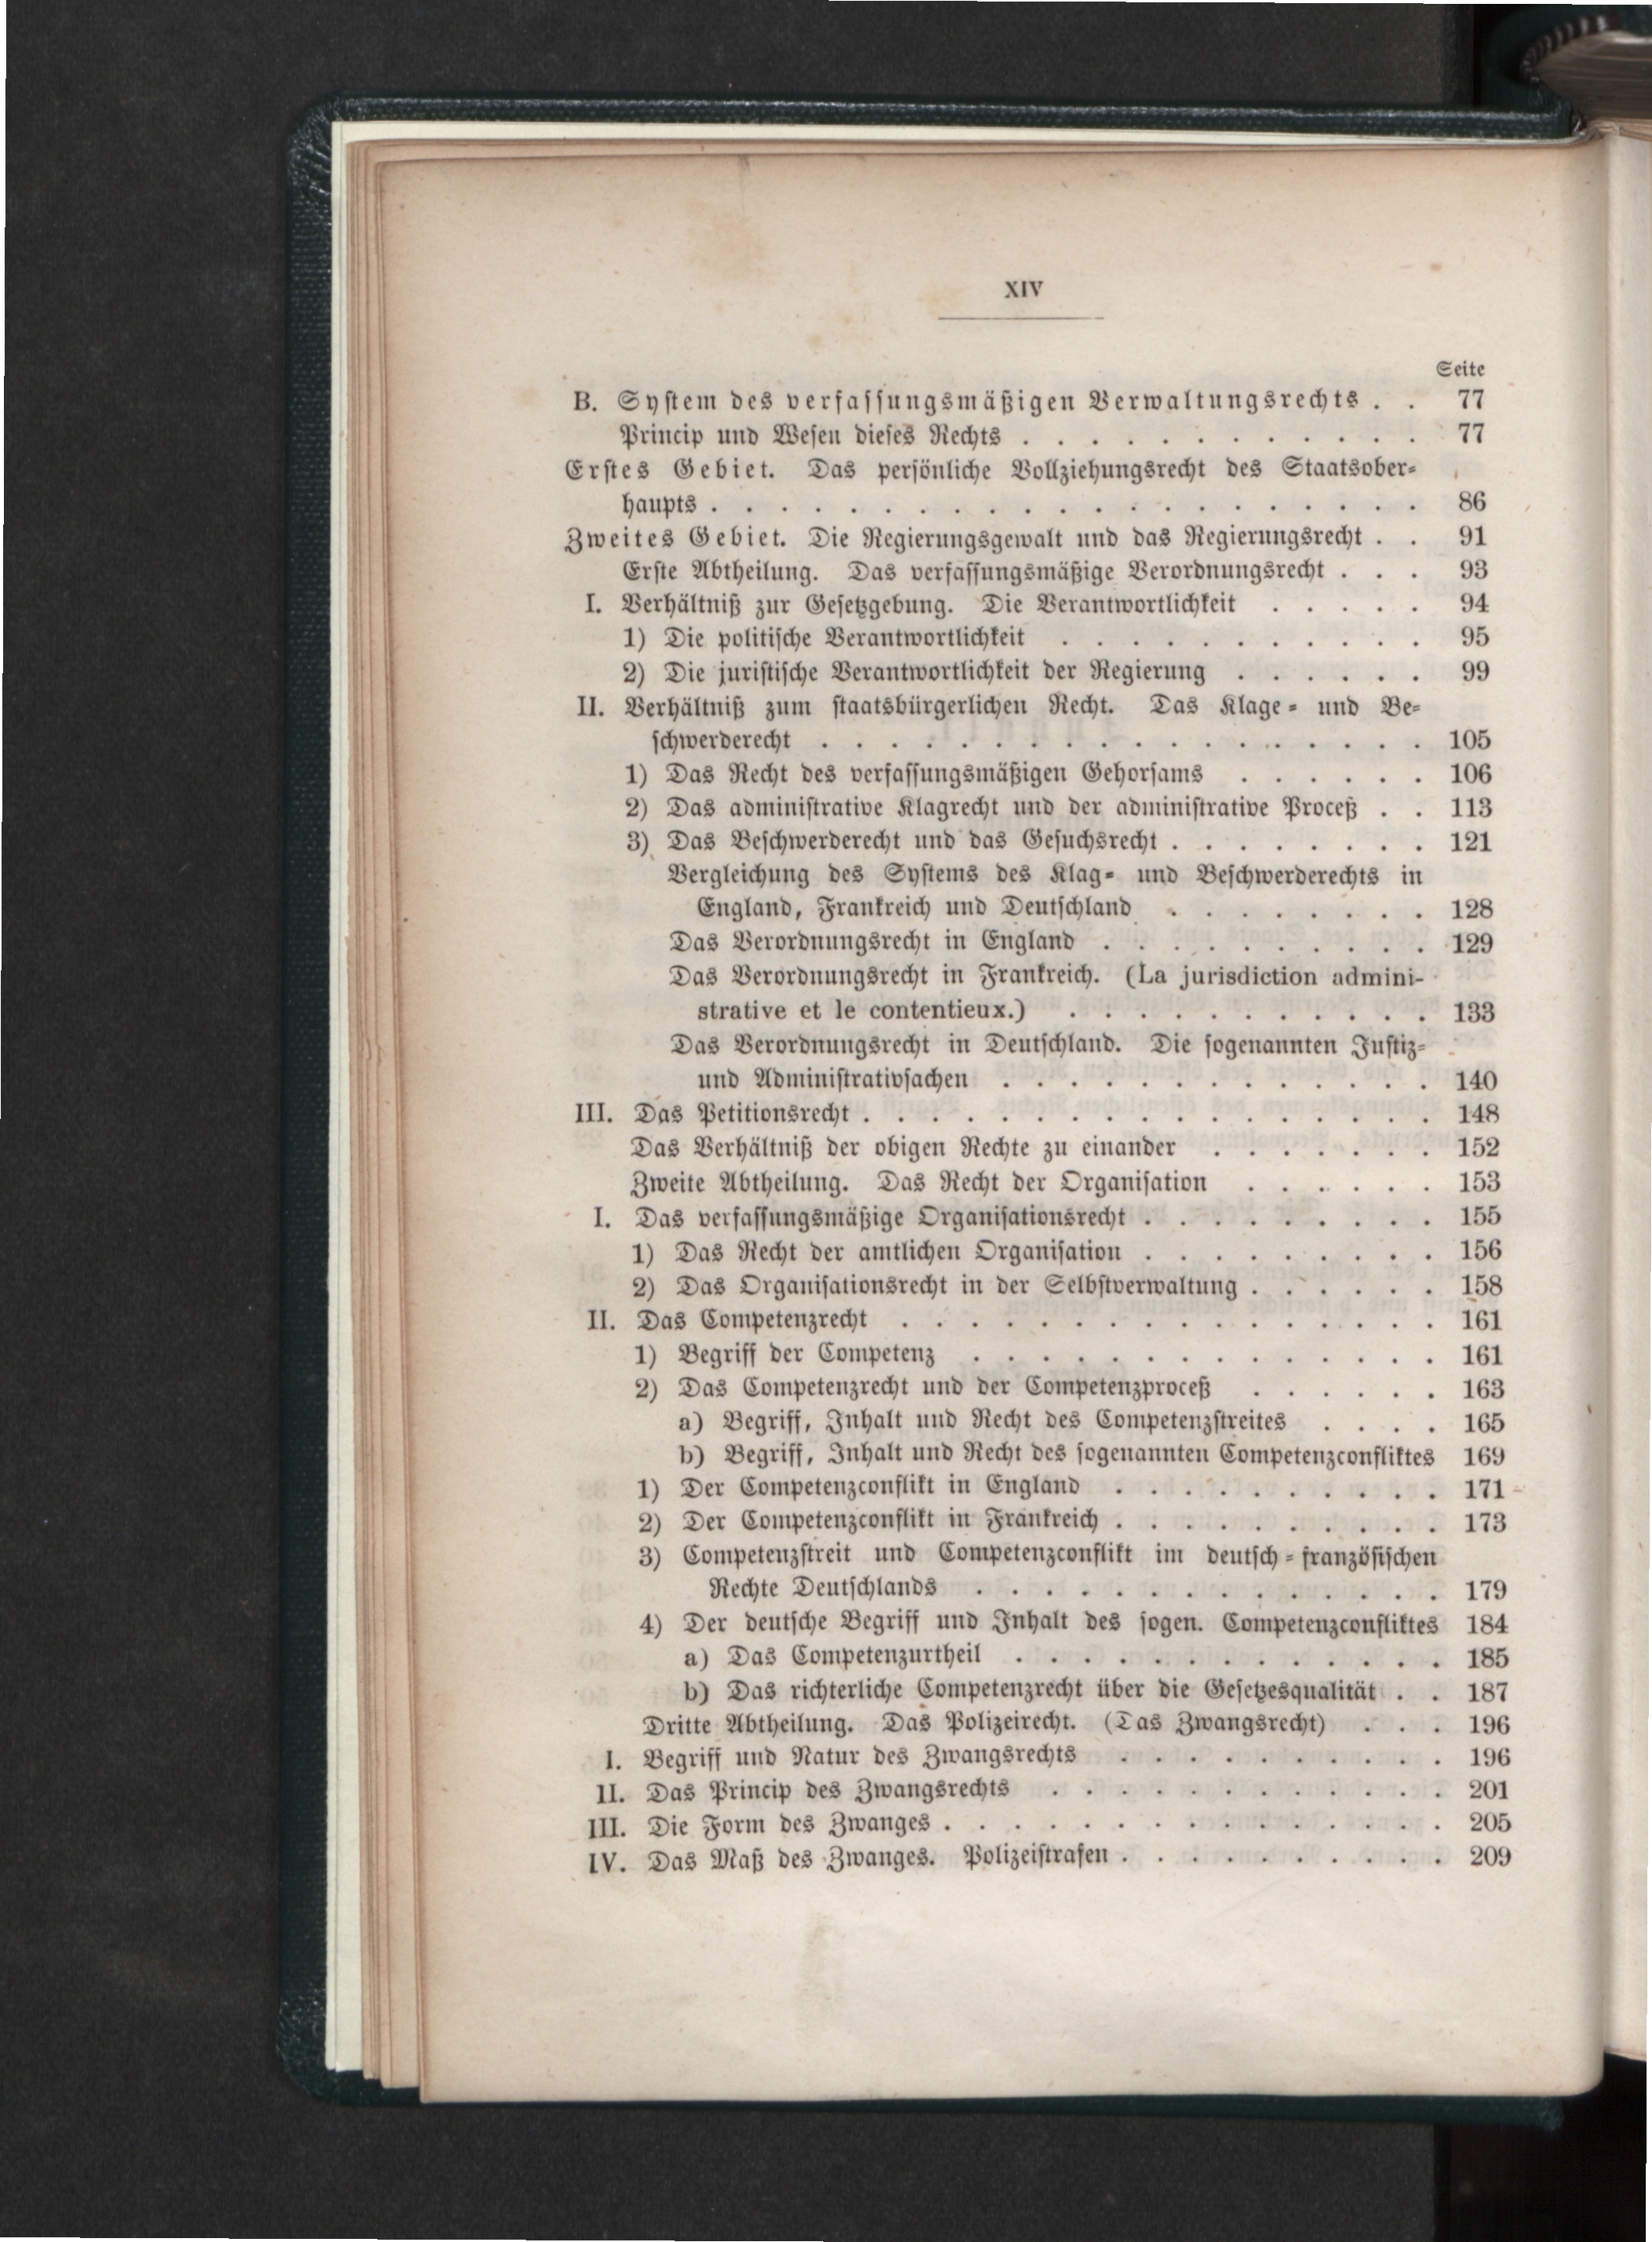 XIV
Seite
B. System des verfassungsmäßigen Verwaltungsrechts . . 77
Princip und Wesen dieses Rechts . . . . . . . . . . . . 77
Erstes Gebiet. Das persönliche Vollziehungsrecht des Staatsober-
haupts . . . . . . . . . . . . . . . . . . . . . 86
Zweites Gebiet. Die Regierungsgewalt und das Regierungsrecht . . 91
Erste Abtheilung. Das verfassungsmäßige Verordnungsrecht . . . 93
I. Verhältniß zur Gesetzgebung. Die Verantwortlichkeit . . . . . 94
1) Die politische Verantwortlichkeit . . . . . . . . . . . 95
2) Die juristische Verantwortlichkeit der Regierung . . . . . . 99
II. Verhältniß zum staatsbürgerlichen Recht. Das Klage- und Be-
schwerderecht . . . . . . . . . . . . . . . . . . 105
1) Das Recht des verfassungsmäßigen Gehorsams . . . . . . 106
2) Das administrative Klagrecht und der administrative Proceß . . 113
3) Das Beschwerderecht und das Gesuchsrecht . . . . . . . . 121
Vergleichung des Systems des Klag- und Beschwerderechts in
England, Frankreich und Deutschland . . . . . . . . 128
Das Verordnungsrecht in England . . . . . . . . . . 129
Das Verordnungsrecht in Frankreich. (La jurisdiction admini-
strative et le contentieux.) . . . . . . . . . . . 133
Das Verordnungsrecht in Deutschland. Die sogenannten Justiz-
und Administrativsachen . . . . . . . . . . . . . 140
III. Das Petitionsrecht . . . . . . . . . . . . . . . . . 148
Das Verhältniß der obigen Rechte zu einander . . . . . . . 152
Zweite Abtheilung. Das Recht der Organisation . . . . . . 153
I. Das verfassungsmäßige Organisationsrecht . . . . . . . . . 155
1) Das Recht der amtlichen Organisation . . . . . . . . . 156
2) Das Organisationsrecht in der Selbstverwaltung . . . . . . 158
II. Das Competenzrecht . . . . . . . . . . . . . . . . 161
1) Begriff der Competenz . . . . . . . . . . . . . . 161
2) Das Competenzrecht und der Competenzproceß . . . . . . 163
a) Begriff, Inhalt und Recht des Competenzstreites . . . . 165
b) Begriff, Inhalt und Recht des sogenannten Competenzconfliktes 169
1) Der Competenzconflikt in England . . . . . . . . . . 171
2) Der Competenzconflikt in Frankreich . . . . . . . . . . 173
3) Competenzstreit und Competenzconflikt im deutsch-französischen
Rechte Deutschlands . . . . . . . . . . . . . . 179
4) Der deutsche Begriff und Inhalt des sogen. Competenzconfliktes 184
a) Das Competenzurtheil . . . . . . . . . . . . . 185
b) Das richterliche Competenzrecht über die Gesetzesqualität . . 187
Dritte Abtheilung. Das Polizeirecht. (Das Zwangsrecht) . . . 196
I. Begriff und Natur des Zwangsrechts . . . . . . . . . . 196
II. Das Princip des Zwangsrechts . . . . . . . . . . . . 201
III. Die Form des Zwanges . . . . . . . . . . . . . . . 205
IV. Das Maß des Zwanges. Polizeistrafen . . . . . . . . . . 209